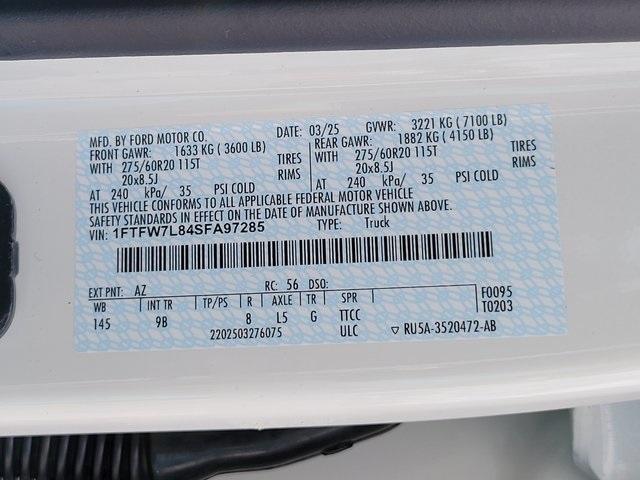 MFD. BY FORD MOTOR CO. DATE: 03/25 GVWR: 3221 KG ( 7100 LB)
FRONT GAWR: 1633 KG ( 3600 LB) REAR GAWR: 1882 KG ( 4150 LB)
WITH 275/60R20 115T TIRES WITH 275/60R20 115T TIRES
20x8.5J RIMS 20x8.5J RIMS
AT 240 kPa/ 35 PSI COLD AT 240 kPa/ 35 PSI COLD
THIS VEHICLE CONFORMS TO ALL APPLICABLE FEDERAL MOTOR VEHICLE
SAFETY STANDARDS IN EFFECT ON THE DATE OF MANUFACTURE SHOWN ABOVE.
VIN: 1FTFW7L84SFA97285 TYPE: Truck
EXT PNT: AZ RC: 56 DSO: F0095
WB INT TR TP/PS R AXLE TR SPR T0203
145 9B 8 L5 G TTCC
2202503276075 ULC ▽ RU5A-3520472-AB